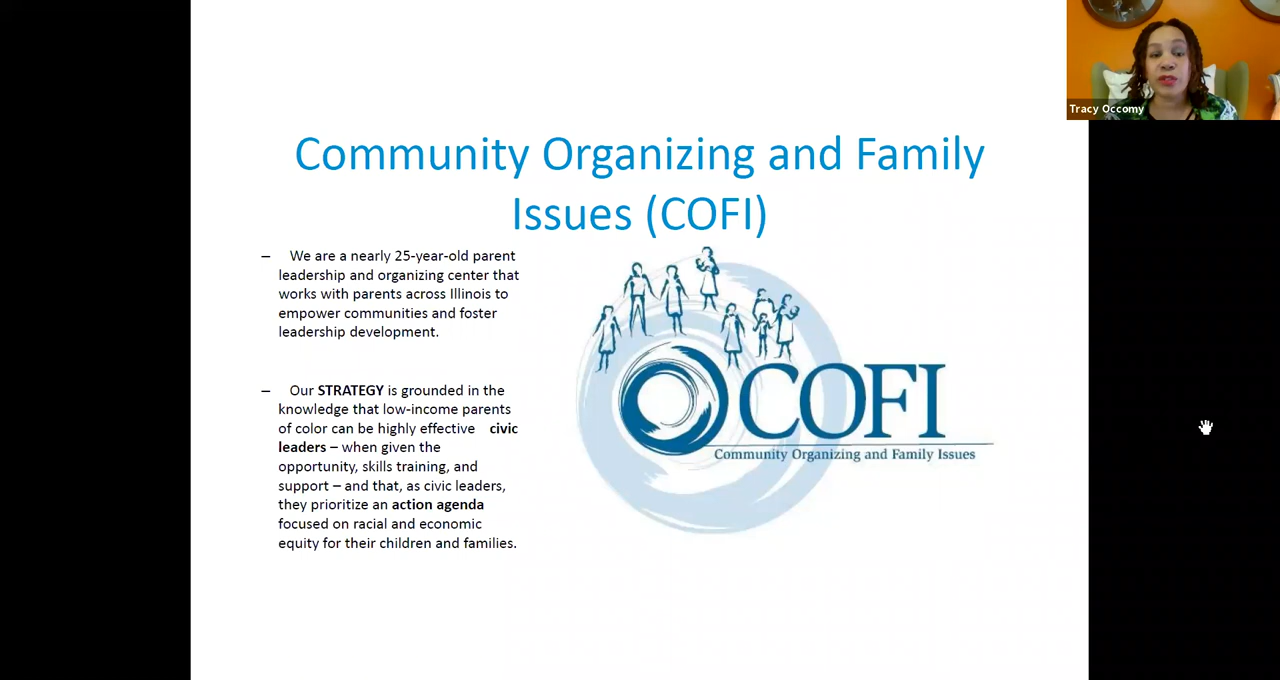 Tracy Occomy
Community Organizing and Family
Issues (COFI)
– We are a nearly 25-year-old parent
leadership and organizing center that
works with parents across Illinois to
empower communities and foster
leadership development.
– Our STRATEGY is grounded in the
knowledge that low-income parents
of color can be highly effective civic
leaders – when given the
opportunity, skills training, and
support – and that, as civic leaders,
they prioritize an action agenda
focused on racial and economic
equity for their children and families.
COFI
Community Organizing and Family Issues